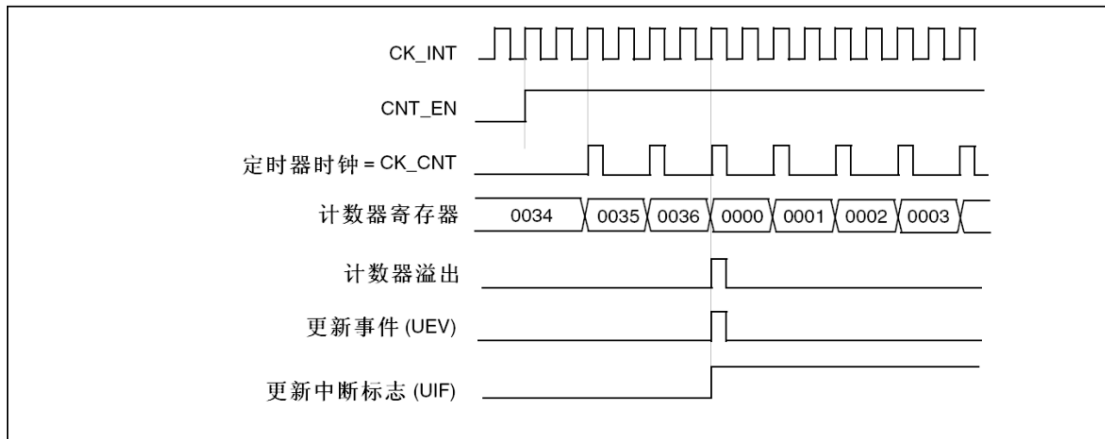 CK_INT
CNT_EN
定时器时钟 = CK_CNT
计数器寄存器 0034 0035 0036 0000 0001 0002 0003
计数器溢出
更新事件 (UEV)
更新中断标志 (UIF)